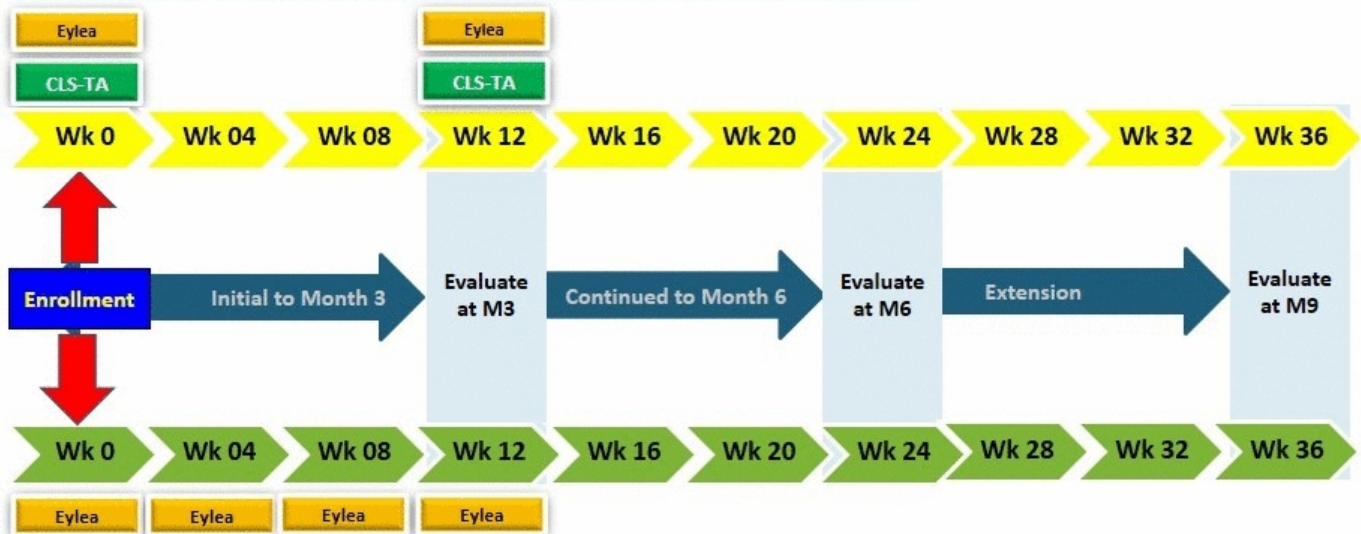 Eylea Eylea
CLS-TA CLS-TA
Wk 0 Wk 04 Wk 08 Wk 12 Wk 16 Wk 20 Wk 24 Wk 28 Wk 32 Wk 36
Enrollment
Initial to Month 3
Evaluate
at M3
Continued to Month 6
Evaluate
at M6
Extension
Evaluate
at M9
Wk 0 Wk 04 Wk 08 Wk 12 Wk 16 Wk 20 Wk 24 Wk 28 Wk 32 Wk 36
Eylea Eylea Eylea Eylea